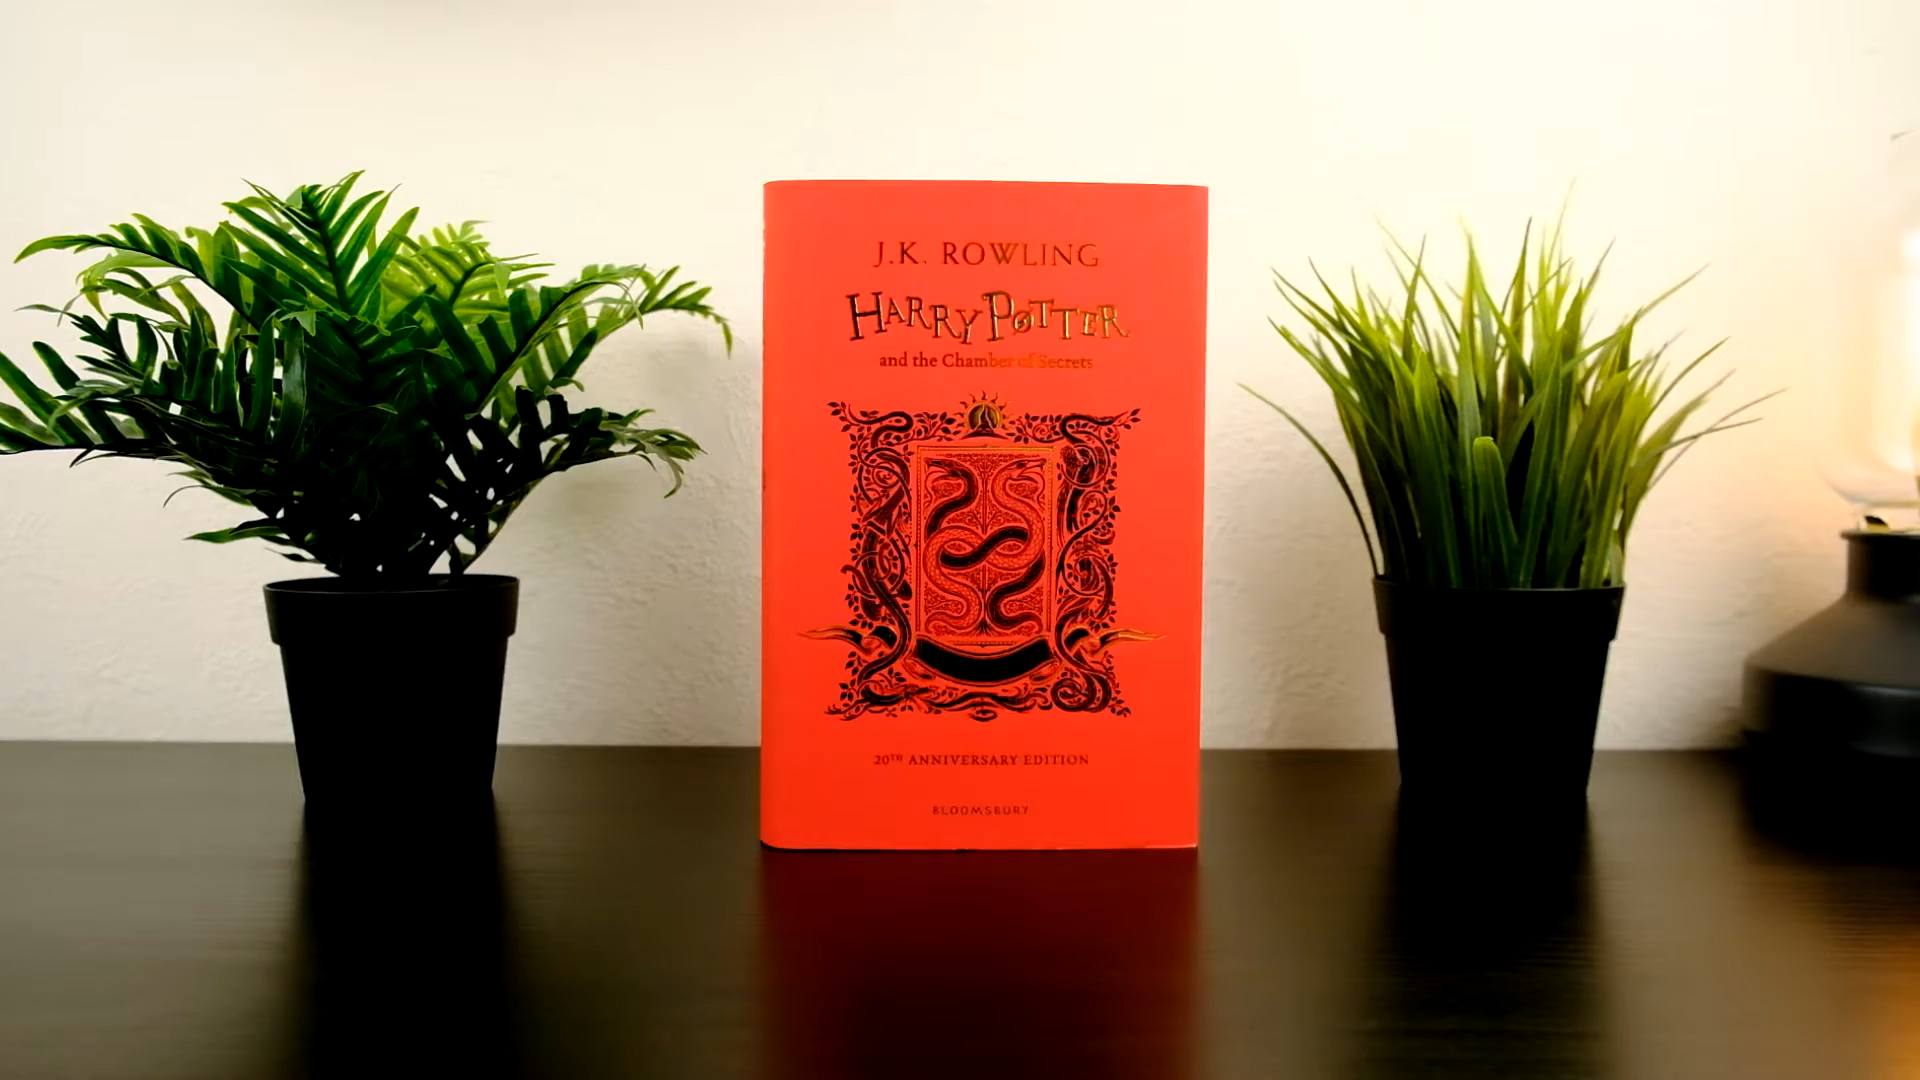 J.K. ROWLING
HARRY POTTER
and the Chamber of Secrets
20TH ANNIVERSARY EDITION
BLOOMSBURY